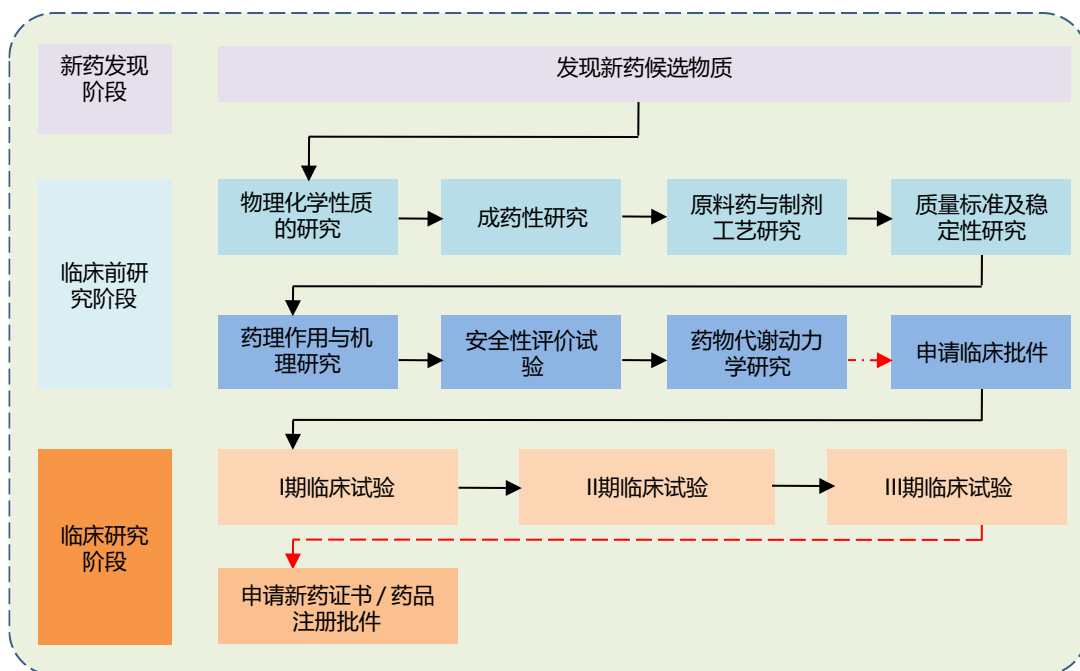 新药发现
阶段
发现新药候选物质
临床前研
究阶段
物理化学性质
的研究
成药性研究
原料药与制剂
工艺研究
质量标准及稳
定性研究
药理作用与机
理研究
安全性评价试
验
药物代谢动力
学研究
申请临床批件
临床研究
阶段
I期临床试验
II期临床试验
III期临床试验
申请新药证书 / 药品
注册批件